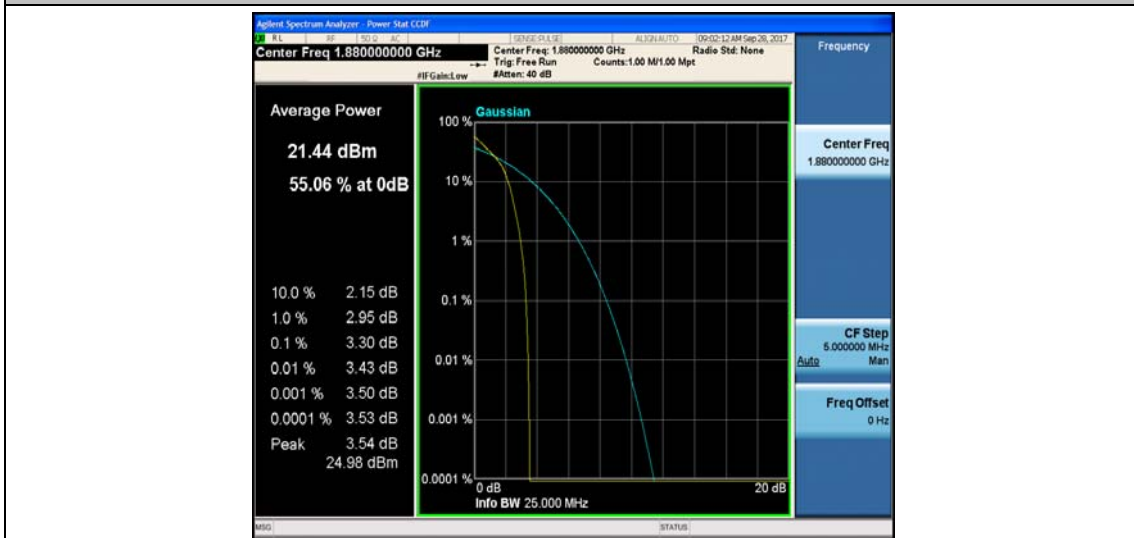 Agilent Spectrum Analyzer - Power Stat CCDF
RL RF 50 Ω AC SENSE:PULSE ALIGN AUTO 09:02:12 AM Sep 28, 2017
Center Freq 1.880000000 GHz
Center Freq: 1.880000000 GHz Radio Std: None
Trig: Free Run Counts:1.00 M/1.00 Mpt
#IFGain:Low #Atten: 40 dB
Frequency
Average Power
21.44 dBm
55.06 % at 0dB
10.0 % 2.15 dB
1.0 % 2.95 dB
0.1 % 3.30 dB
0.01 % 3.43 dB
0.001 % 3.50 dB
0.0001 % 3.53 dB
Peak 3.54 dB
24.98 dBm
Gaussian
100 %
10 %
1 %
0.1 %
0.01 %
0.001 %
0.0001 %
0 dB 20 dB
Info BW 25.000 MHz
Center Freq
1.880000000 GHz
CF Step
5.000000 MHz
Auto Man
Freq Offset
0 Hz
MSG STATUS